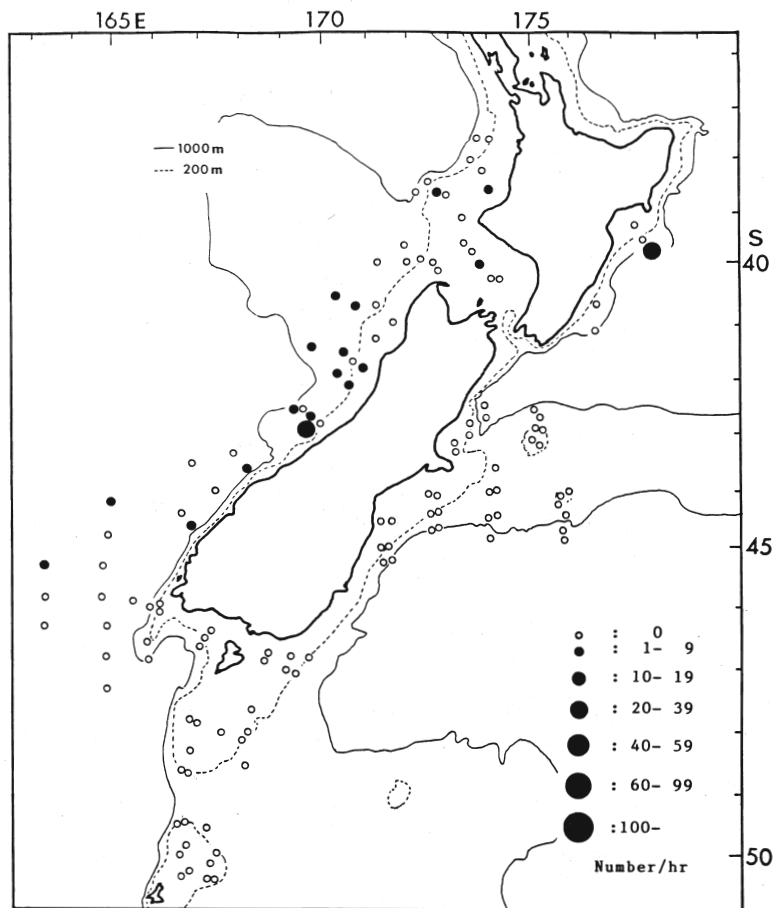 165E 170 175
1000m
200m
S
40
45
: 0
: 1- 9
: 10- 19
: 20- 39
: 40- 59
: 60- 99
:100-
50
Number/hr